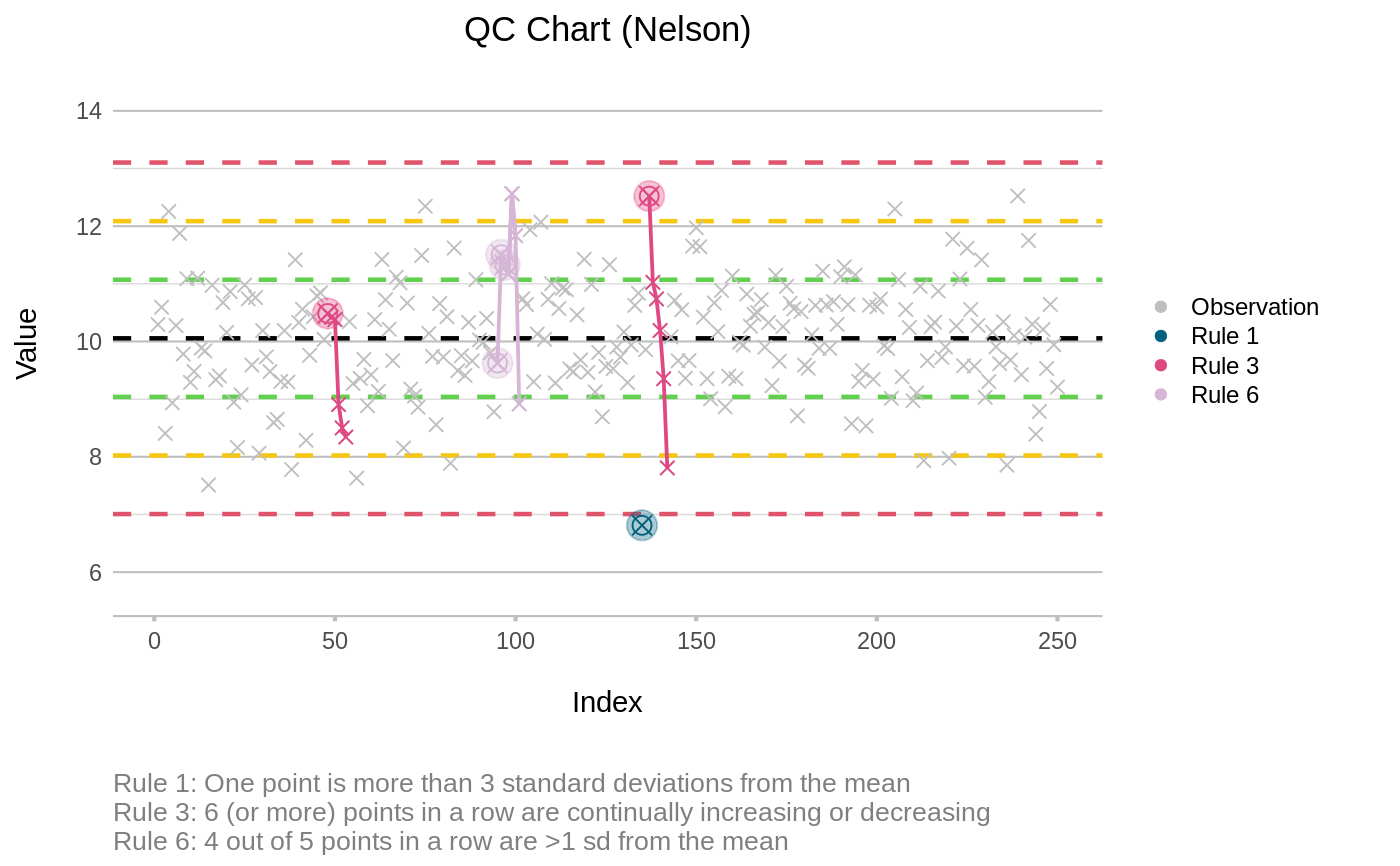 QC Chart (Nelson)
14
12
10
8
6
Value
0 50 100 150 200 250
Index
Observation
Rule 1
Rule 3
Rule 6
Rule 1: One point is more than 3 standard deviations from the mean
Rule 3: 6 (or more) points in a row are continually increasing or decreasing
Rule 6: 4 out of 5 points in a row are >1 sd from the mean